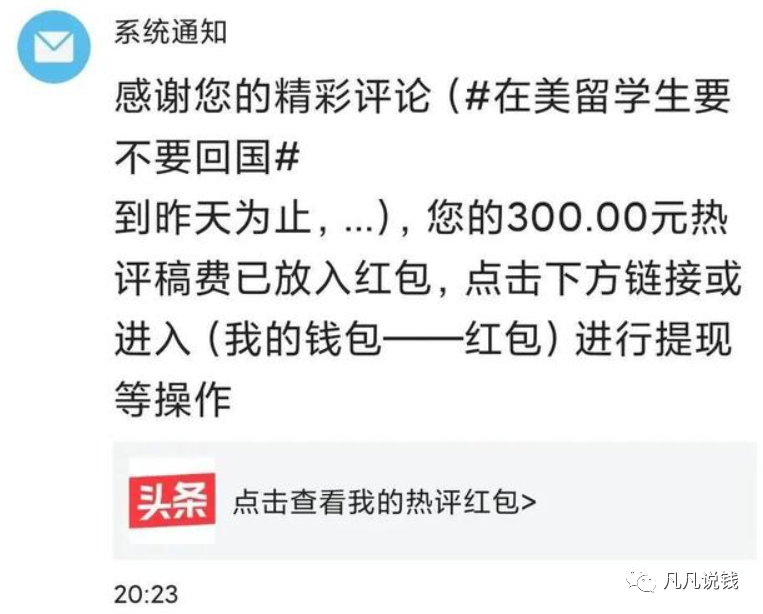 系统通知
感谢您的精彩评论（#在美留学生要
不要回国#
到昨天为止，...），您的300.00元热
评稿费已放入红包，点击下方链接或
进入（我的钱包——红包）进行提现
等操作
头条
点击查看我的热评红包>
20:23
凡凡说钱